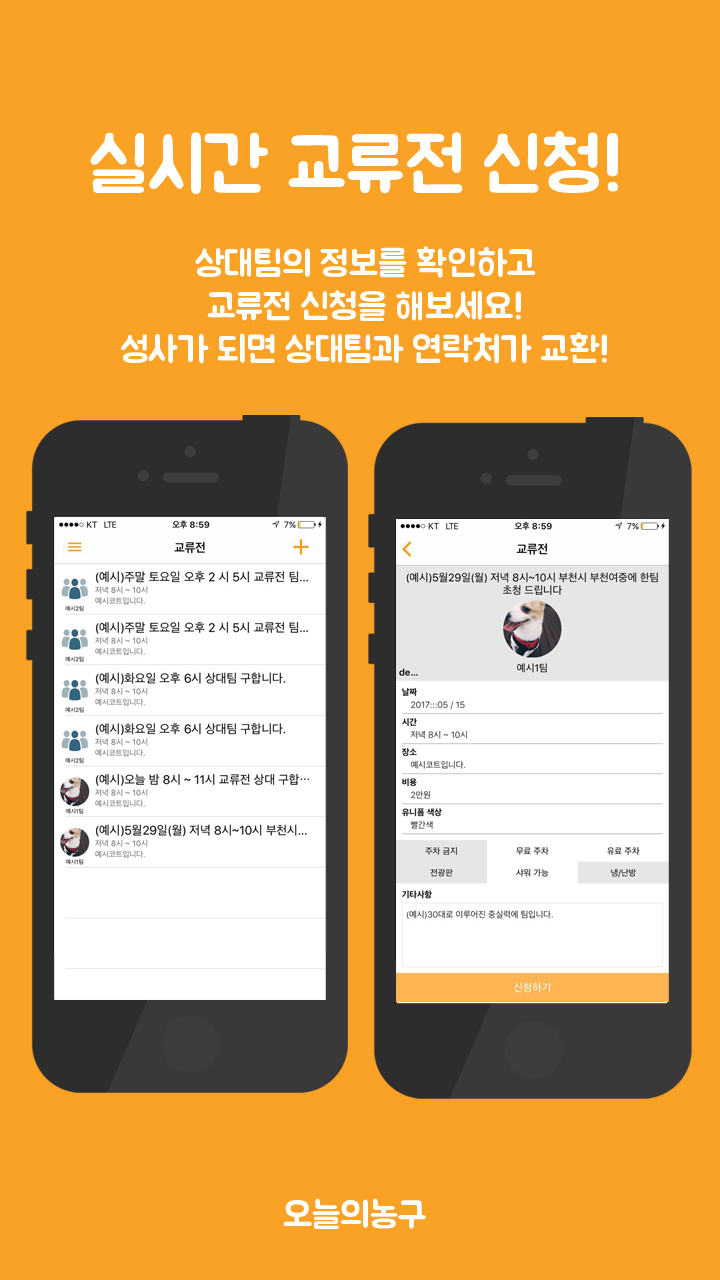 실시간 교류전 신청!
상대팀의 정보를 확인하고
교류전 신청을 해보세요!
성사가 되면 상대팀과 연락처가 교환!
KT LTE 오후 8:59 7%
교류전
(예시)주말 토요일 오후 2 시 5시 교류전 팀...
저녁 8시 ~ 10시
예시코트입니다.
예시2팀
(예시)주말 토요일 오후 2 시 5시 교류전 팀...
저녁 8시 ~ 10시
예시코트입니다.
예시2팀
(예시)화요일 오후 6시 상대팀 구합니다.
저녁 8시 ~ 10시
예시코트입니다.
예시2팀
(예시)화요일 오후 6시 상대팀 구합니다.
저녁 8시 ~ 10시
예시코트입니다.
예시2팀
(예시)오늘 밤 8시 ~ 11시 교류전 상대 구합...
저녁 8시 ~ 10시
예시코트입니다.
예시1팀
(예시)5월29일(월) 저녁 8시~10시 부천시...
저녁 8시 ~ 10시
예시코트입니다.
예시1팀
KT LTE 오후 8:59 7%
교류전
(예시)5월29일(월) 저녁 8시~10시 부천시 부천여중에 한팀
초청 드립니다
예시1팀
de...
날짜
2017:::05 / 15
시간
저녁 8시 ~ 10시
장소
예시코트입니다.
비용
2만원
유니폼 색상
빨간색
주차 금지 무료 주차 유료 주차
전광판 샤워 가능 냉/난방
기타사항
(예시)30대로 이루어진 중실력에 팀입니다.
신청하기
오늘의농구